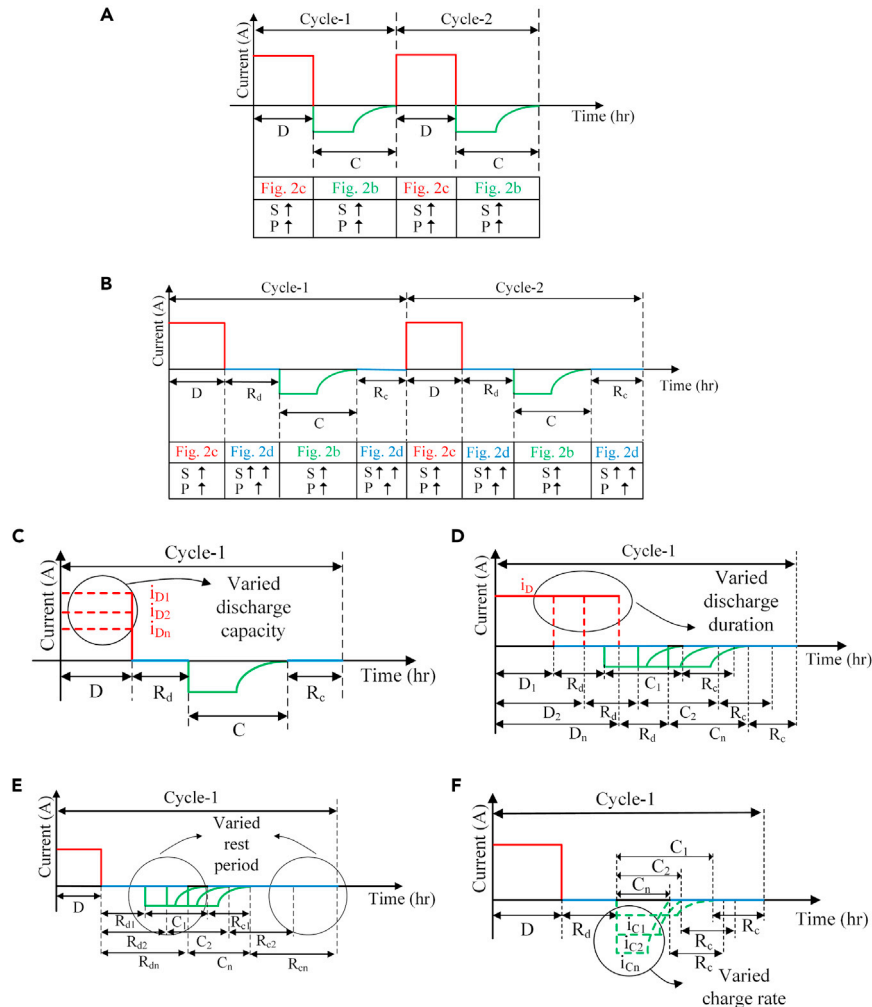 A
Cycle-1 Cycle-2
Current (A)
Time (hr)
D D
C C
Fig. 2c Fig. 2b Fig. 2c Fig. 2b
S ↑ S ↑ S ↑ S ↑
P ↑ P ↑ P ↑ P ↑
B
Cycle-1 Cycle-2
Current (A)
Time (hr)
D Rd Rc D Rd Rc
C C
Fig. 2c Fig. 2d Fig. 2b Fig. 2d Fig. 2c Fig. 2d Fig. 2b Fig. 2d
S ↑ S ↑ ↑ S ↑ S ↑ ↑ S ↑ S ↑ ↑ S ↑ S ↑ ↑
P ↑ P ↑ P ↑ P ↑ P ↑ P ↑ P ↑ P ↑
C
Cycle-1
Current (A)
iD1
iD2
iDn
Varied
discharge
capacity
Time (hr)
D Rd Rc
C
D
Cycle-1
Current (A)
iD
Varied
discharge
duration
Time (hr)
D1 Rd C1 Rc
D2 Rd C2 Rc
Dn Rd Cn Rc
E
Cycle-1
Current (A)
Varied
rest
period
Time (hr)
D
Rd1 C1 Rc1
Rd2 C2 Rc2
Rdn Cn Rcn
F
Cycle-1
Current (A)
C1
C2
Cn
Time (hr)
D Rd
iC1
iC2
iCn
Rc
Rc
Rc
Varied
charge rate